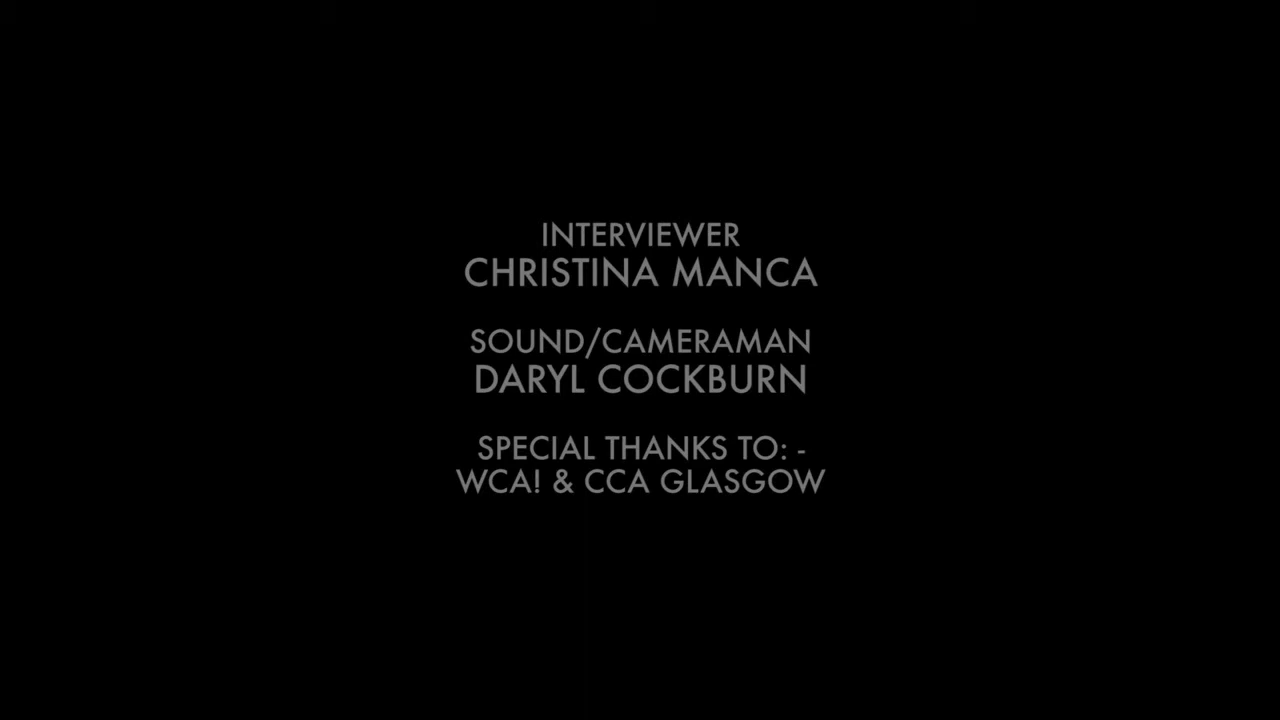 INTERVIEWER
CHRISTINA MANCA
SOUND/CAMERAMAN
DARYL COCKBURN
SPECIAL THANKS TO: -
WCA! & CCA GLASGOW